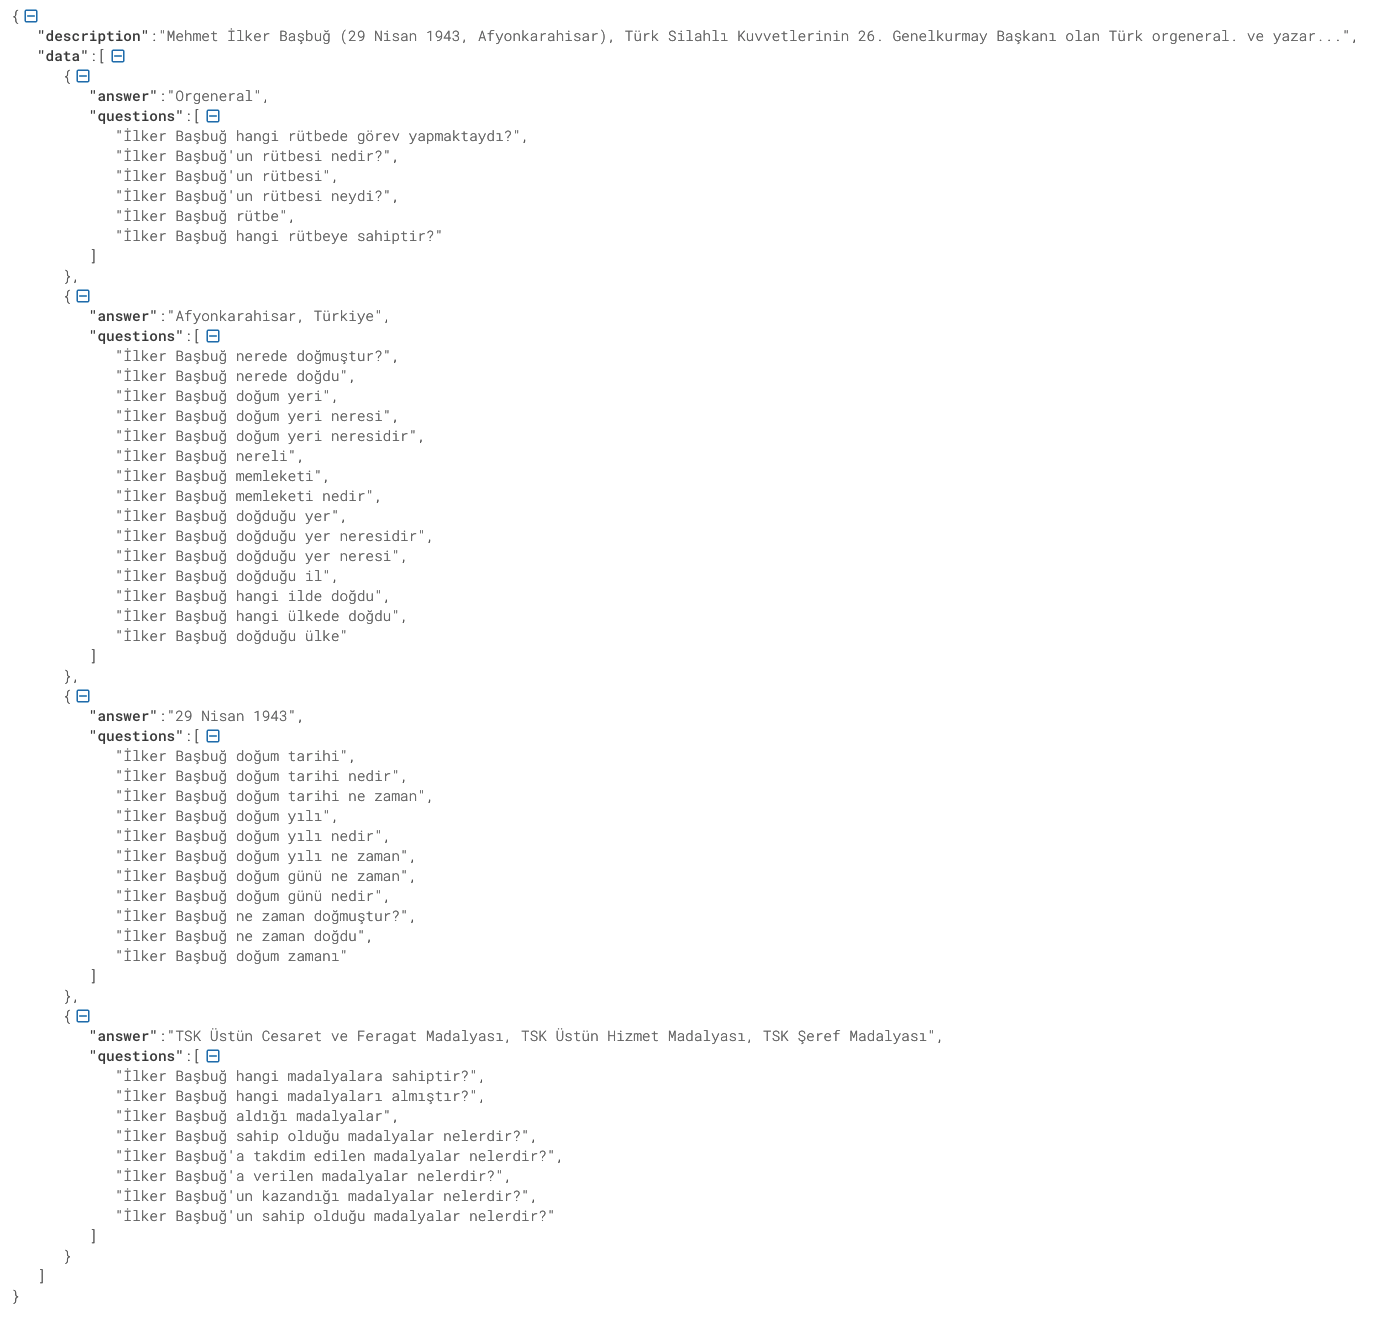 {
"description":"Mehmet İlker Başbuğ (29 Nisan 1943, Afyonkarahisar), Türk Silahlı Kuvvetlerinin 26. Genelkurmay Başkanı olan Türk orgeneral. ve yazar...",
"data":[
{
"answer":"Orgeneral",
"questions":[
"İlker Başbuğ hangi rütbede görev yapmaktaydı?",
"İlker Başbuğ'un rütbesi nedir?",
"İlker Başbuğ'un rütbesi",
"İlker Başbuğ'un rütbesi neydi?",
"İlker Başbuğ rütbe",
"İlker Başbuğ hangi rütbeye sahiptir?"
]
},
{
"answer":"Afyonkarahisar, Türkiye",
"questions":[
"İlker Başbuğ nerede doğmuştur?",
"İlker Başbuğ nerede doğdu",
"İlker Başbuğ doğum yeri",
"İlker Başbuğ doğum yeri neresi",
"İlker Başbuğ doğum yeri neresidir",
"İlker Başbuğ nereli",
"İlker Başbuğ memleketi",
"İlker Başbuğ memleketi nedir",
"İlker Başbuğ doğduğu yer",
"İlker Başbuğ doğduğu yer neresidir",
"İlker Başbuğ doğduğu yer neresi",
"İlker Başbuğ doğduğu il",
"İlker Başbuğ hangi ilde doğdu",
"İlker Başbuğ hangi ülkede doğdu",
"İlker Başbuğ doğduğu ülke"
]
},
{
"answer":"29 Nisan 1943",
"questions":[
"İlker Başbuğ doğum tarihi",
"İlker Başbuğ doğum tarihi nedir",
"İlker Başbuğ doğum tarihi ne zaman",
"İlker Başbuğ doğum yılı",
"İlker Başbuğ doğum yılı nedir",
"İlker Başbuğ doğum yılı ne zaman",
"İlker Başbuğ doğum günü ne zaman",
"İlker Başbuğ doğum günü nedir",
"İlker Başbuğ ne zaman doğmuştur?",
"İlker Başbuğ ne zaman doğdu",
"İlker Başbuğ doğum zamanı"
]
},
{
"answer":"TSK Üstün Cesaret ve Feragat Madalyası, TSK Üstün Hizmet Madalyası, TSK Şeref Madalyası",
"questions":[
"İlker Başbuğ hangi madalyalara sahiptir?",
"İlker Başbuğ hangi madalyaları almıştır?",
"İlker Başbuğ aldığı madalyalar",
"İlker Başbuğ sahip olduğu madalyalar nelerdir?",
"İlker Başbuğ'a takdim edilen madalyalar nelerdir?",
"İlker Başbuğ'a verilen madalyalar nelerdir?",
"İlker Başbuğ'un kazandığı madalyalar nelerdir?",
"İlker Başbuğ'un sahip olduğu madalyalar nelerdir?"
]
}
]
}